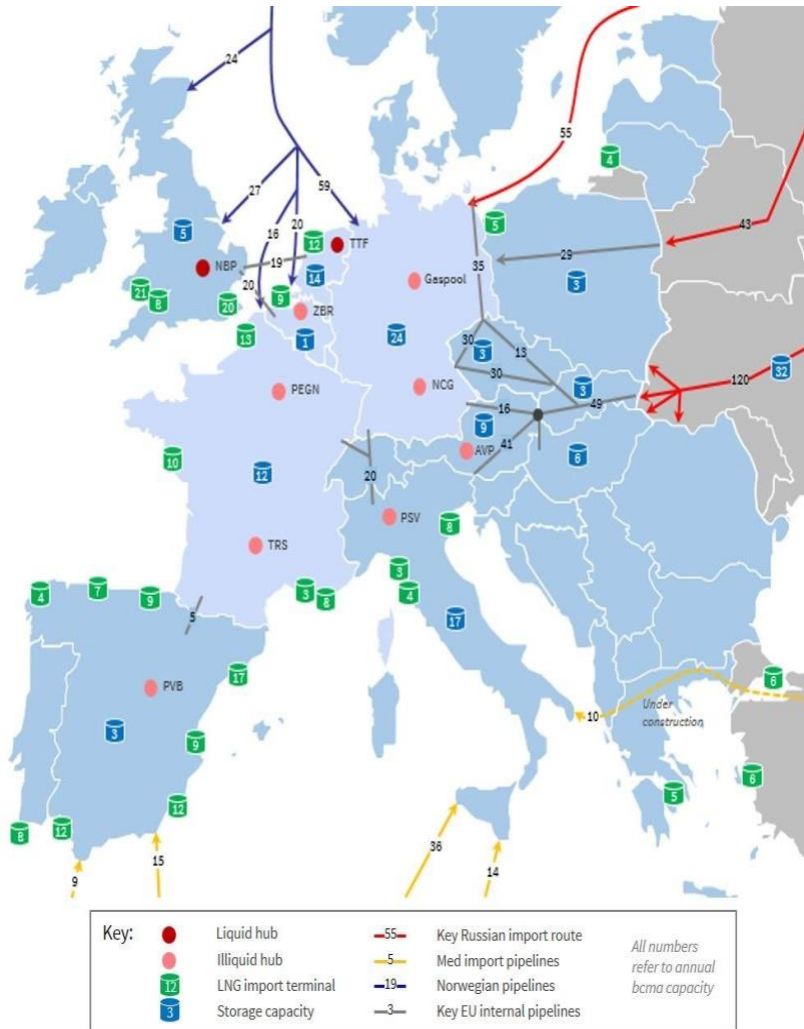 24
55
4
27
59
16
20
43
5
12
TTF
5
NBP
19
14
35
29
3
Gaspool
21
8
20
20
9
ZBR
13
1
24
30
3
13
30
120
32
PEGN
NCG
16
49
3
9
41
AVP
6
10
12
20
PSV
8
TRS
3
4
3
8
17
4
7
9
5
17
PVB
3
9
12
10
Under
construction
6
6
5
8
12
9
15
36
14
Key:
Liquid hub
Illiquid hub
12 LNG import terminal
3 Storage capacity
55 Key Russian import route
5 Med import pipelines
19 Norwegian pipelines
3 Key EU internal pipelines
All numbers
refer to annual
bcma capacity